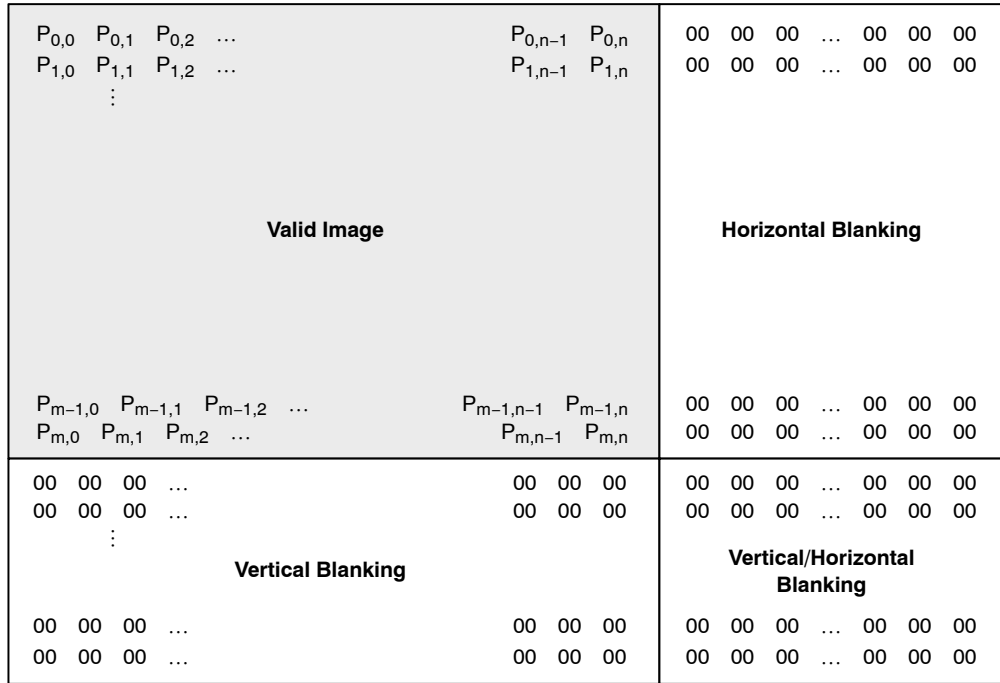 P0,0 P0,1 P0,2 … P0,n−1 P0,n 00 00 00 … 00 00 00
P1,0 P1,1 P1,2 … P1,n−1 P1,n 00 00 00 … 00 00 00
⋮
Valid Image Horizontal Blanking
Pm−1,0 Pm−1,1 Pm−1,2 … Pm−1,n−1 Pm−1,n 00 00 00 … 00 00 00
Pm,0 Pm,1 Pm,2 … Pm,n−1 Pm,n 00 00 00 … 00 00 00
00 00 00 … 00 00 00 00 00 00 … 00 00 00
00 00 00 … 00 00 00 00 00 00 … 00 00 00
⋮
Vertical Blanking
Vertical/Horizontal
Blanking
00 00 00 … 00 00 00 00 00 00 … 00 00 00
00 00 00 … 00 00 00 00 00 00 … 00 00 00